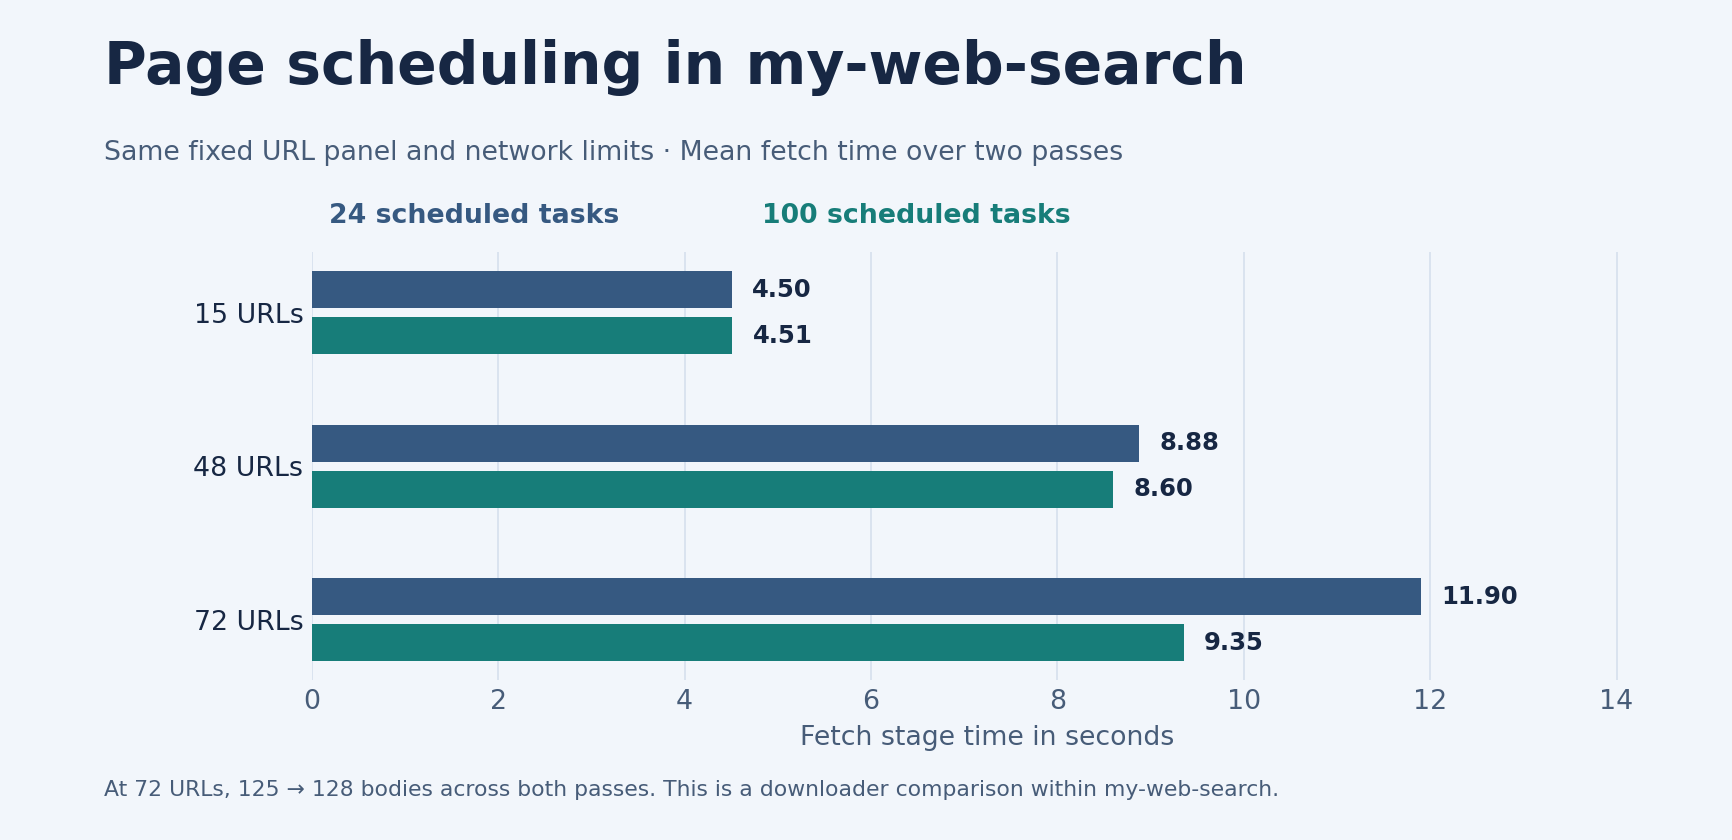 Page scheduling in my-web-search
Same fixed URL panel and network limits · Mean fetch time over two passes
24 scheduled tasks 100 scheduled tasks
15 URLs 4.50
4.51
48 URLs 8.88
8.60
72 URLs 11.90
9.35
0 2 4 6 8 10 12 14
Fetch stage time in seconds
At 72 URLs, 125 → 128 bodies across both passes. This is a downloader comparison within my-web-search.